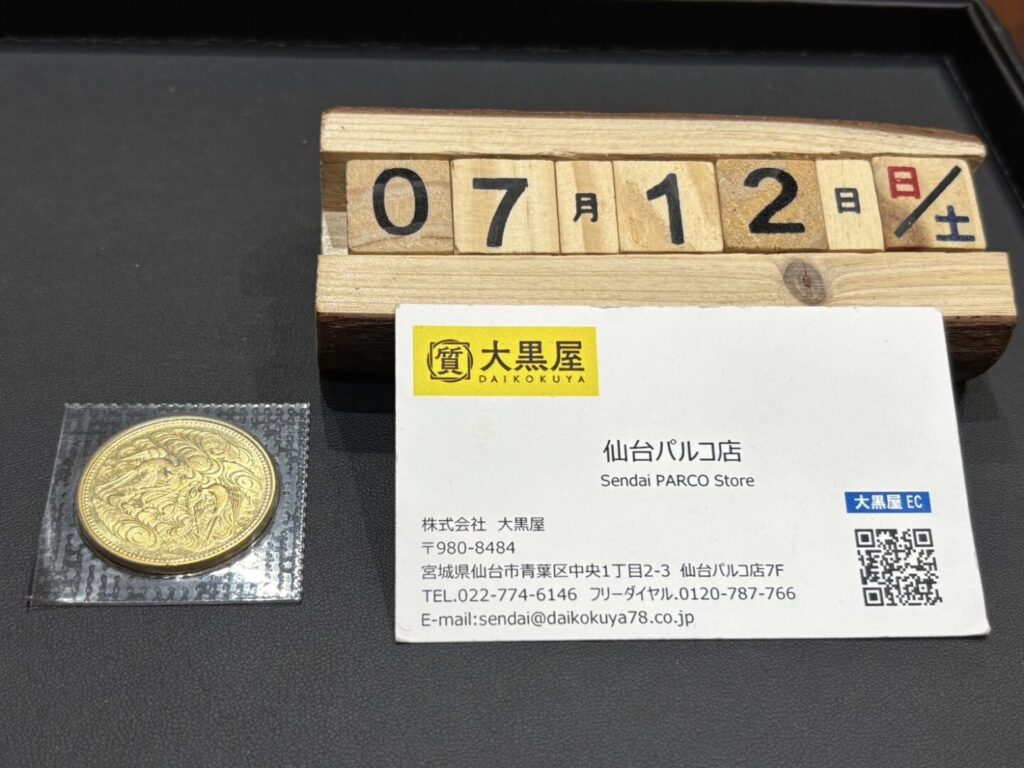 07月12日 日/土
質 大黒屋
DAIKOKUYA
仙台パルコ店
Sendai PARCO Store
大黒屋 EC
株式会社 大黒屋
〒980-8484
宮城県仙台市青葉区中央1丁目2-3 仙台パルコ店7F
TEL.022-774-6146 フリーダイヤル.0120-787-766
E-mail:sendai@daikokuya78.co.jp